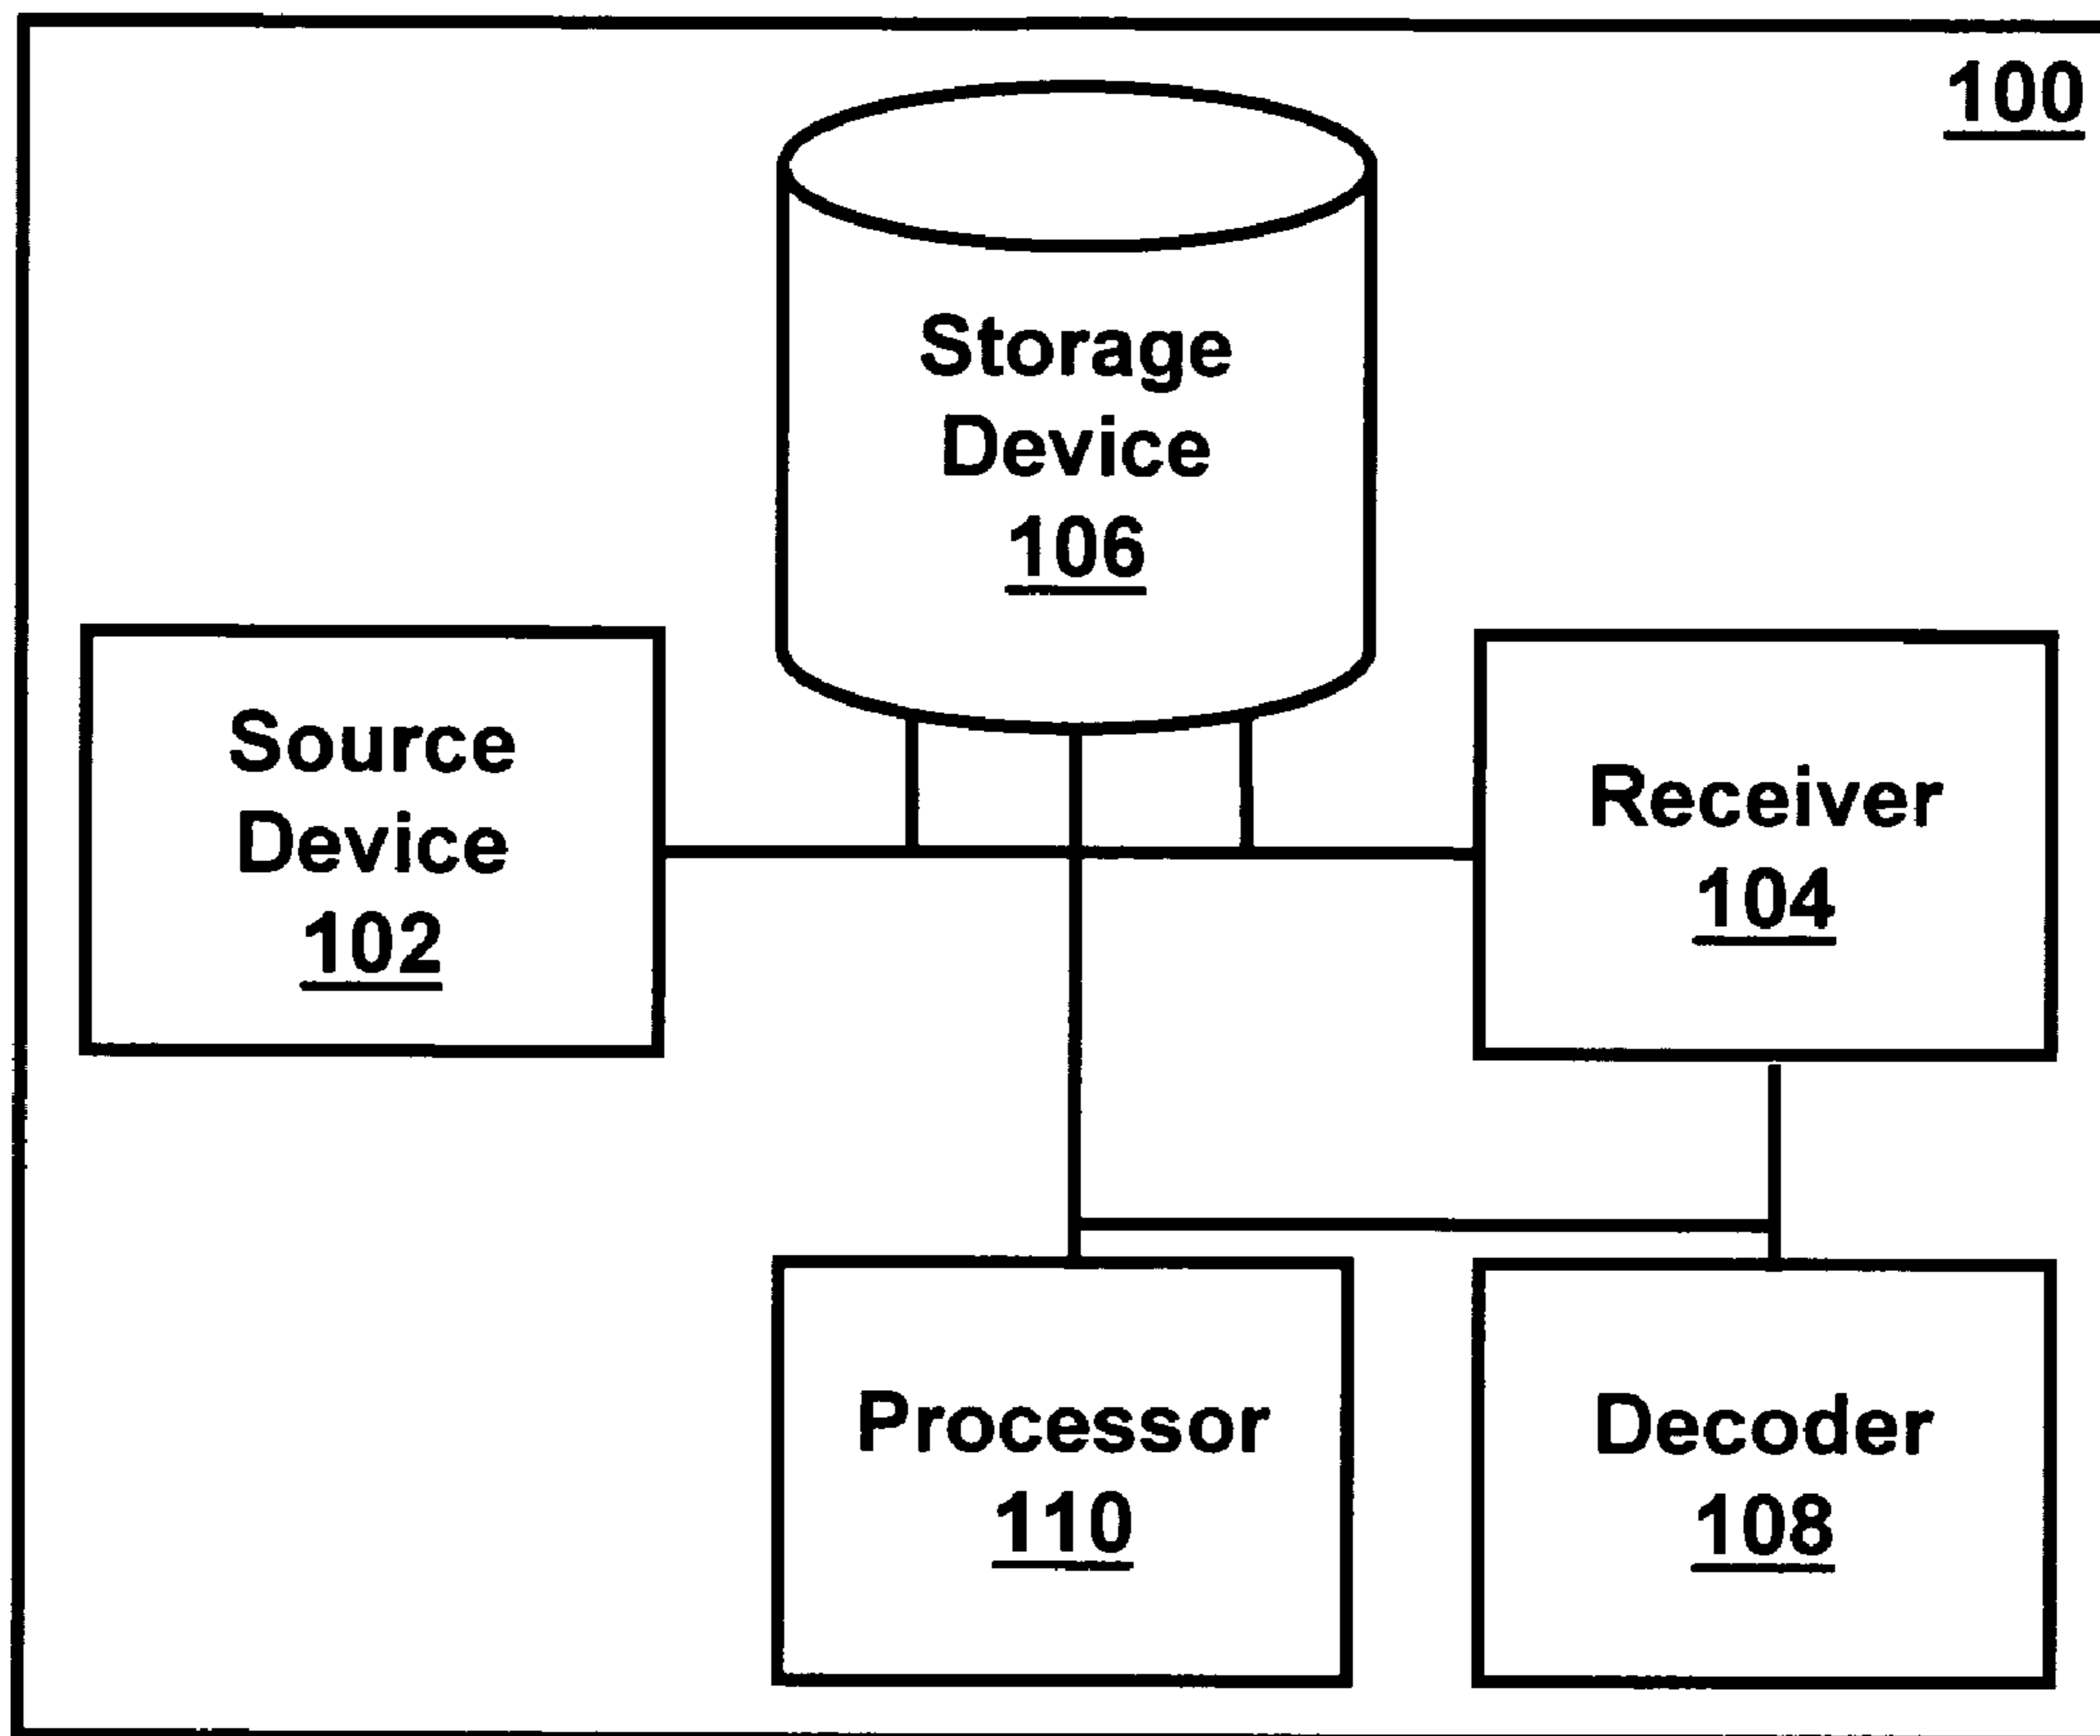 100
Storage
Device
106
Source
Device
102
Receiver
104
Processor
110
Decoder
108